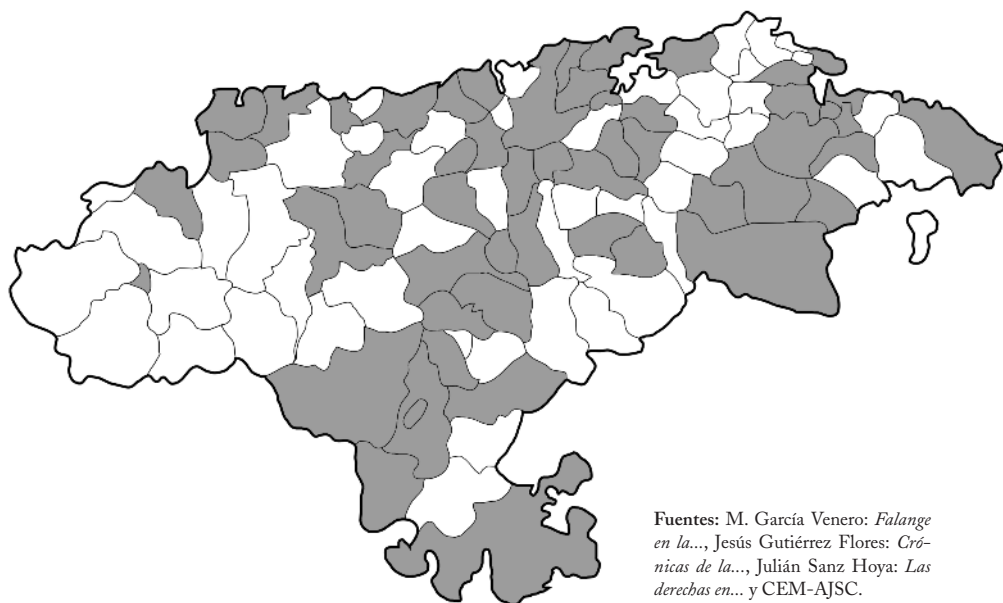 Fuentes: M. García Venero: Falange
en la..., Jesús Gutiérrez Flores: Cró-
nicas de la..., Julián Sanz Hoya: Las
derechas en... y CEM-AJSC.